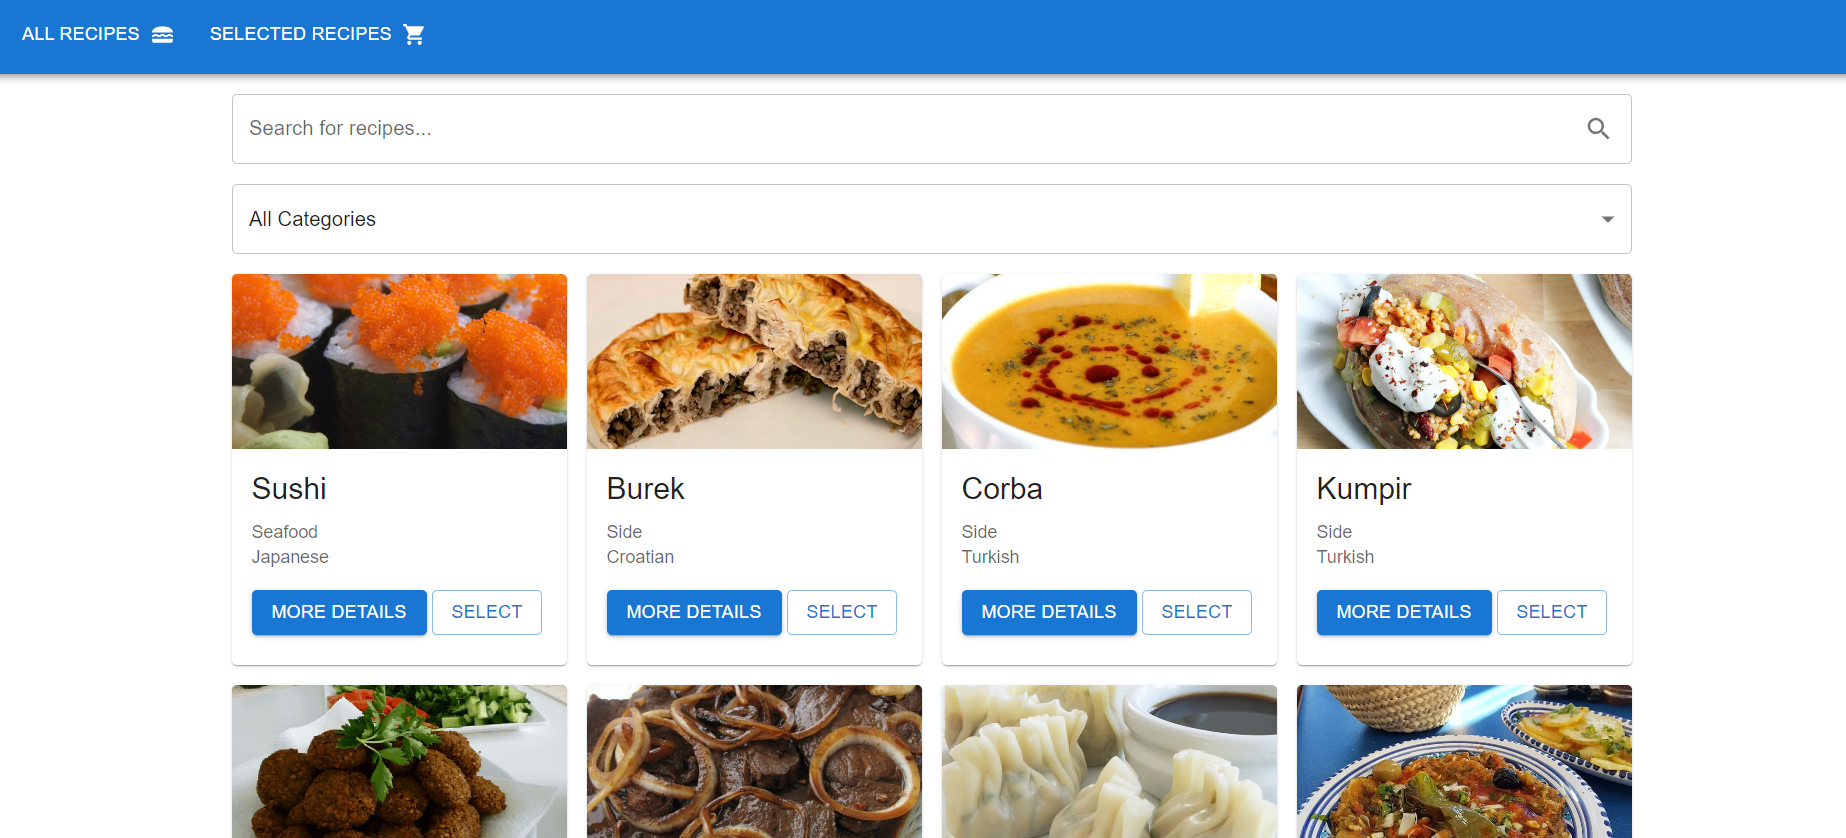 ALL RECIPES SELECTED RECIPES
Search for recipes...
All Categories
Sushi
Seafood
Japanese
MORE DETAILS SELECT
Burek
Side
Croatian
MORE DETAILS SELECT
Corba
Side
Turkish
MORE DETAILS SELECT
Kumpir
Side
Turkish
MORE DETAILS SELECT